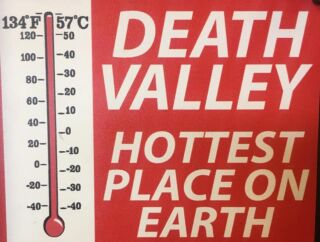 134°F 57°C
120 50
100 40
80 30
60 20
40 10
20 0
0 -10
-20 -20
-40 -30
-40
DEATH
VALLEY
HOTTEST
PLACE ON
EARTH